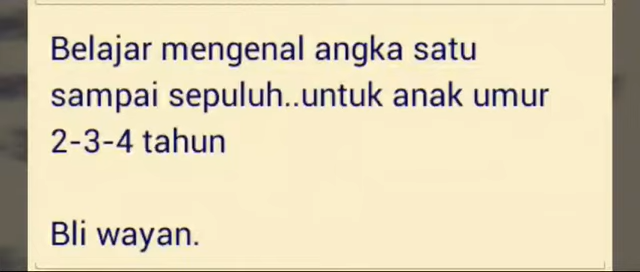 Belajar mengenal angka satu
sampai sepuluh..untuk anak umur
2-3-4 tahun
Bli wayan.